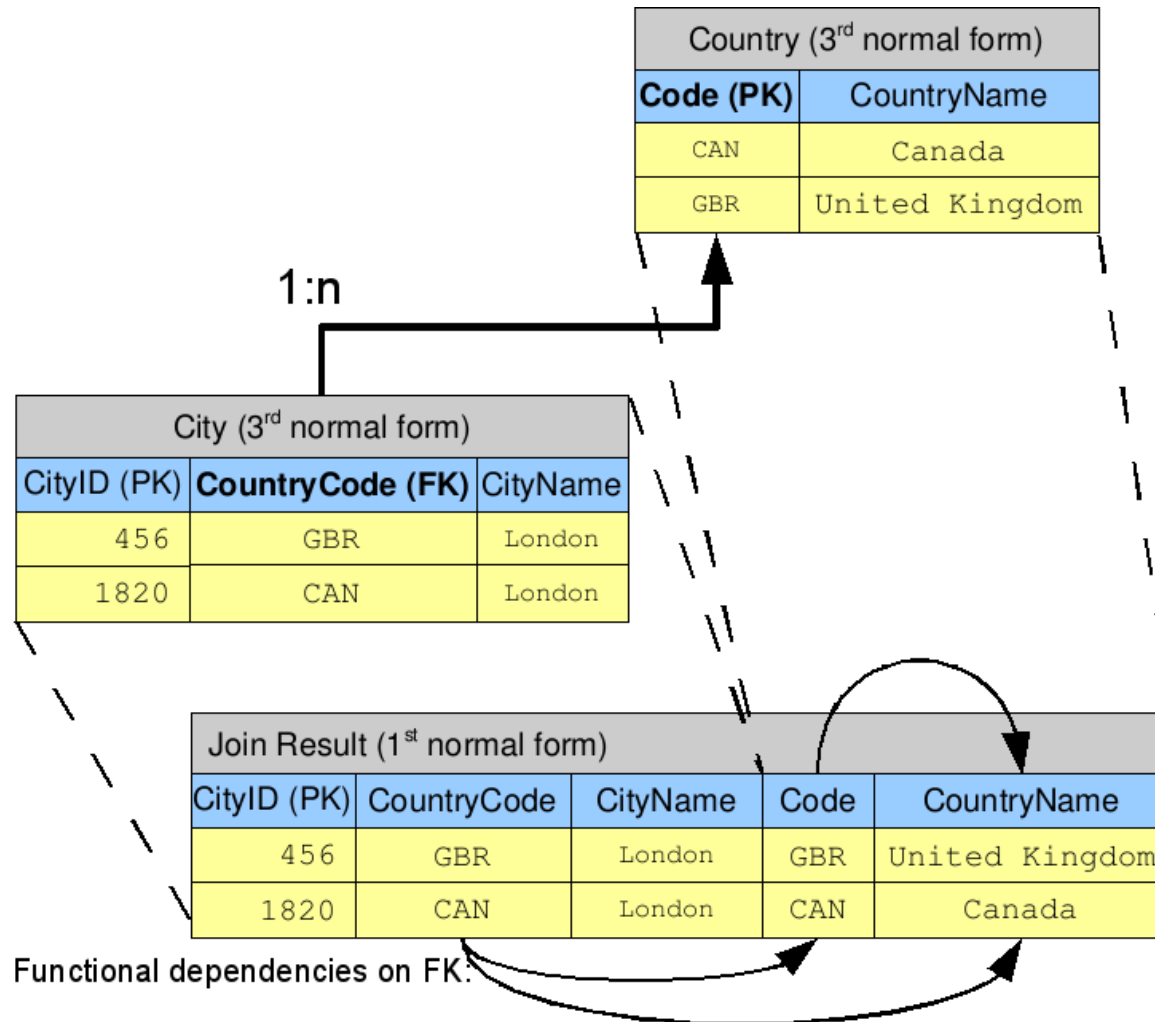 Country (3rd normal form)
Code (PK) CountryName
CAN Canada
GBR United Kingdom
1:n
City (3rd normal form)
CityID (PK) CountryCode (FK) CityName
456 GBR London
1820 CAN London
Join Result (1st normal form)
CityID (PK) CountryCode CityName Code CountryName
456 GBR London GBR United Kingdom
1820 CAN London CAN Canada
Functional dependencies on FK: